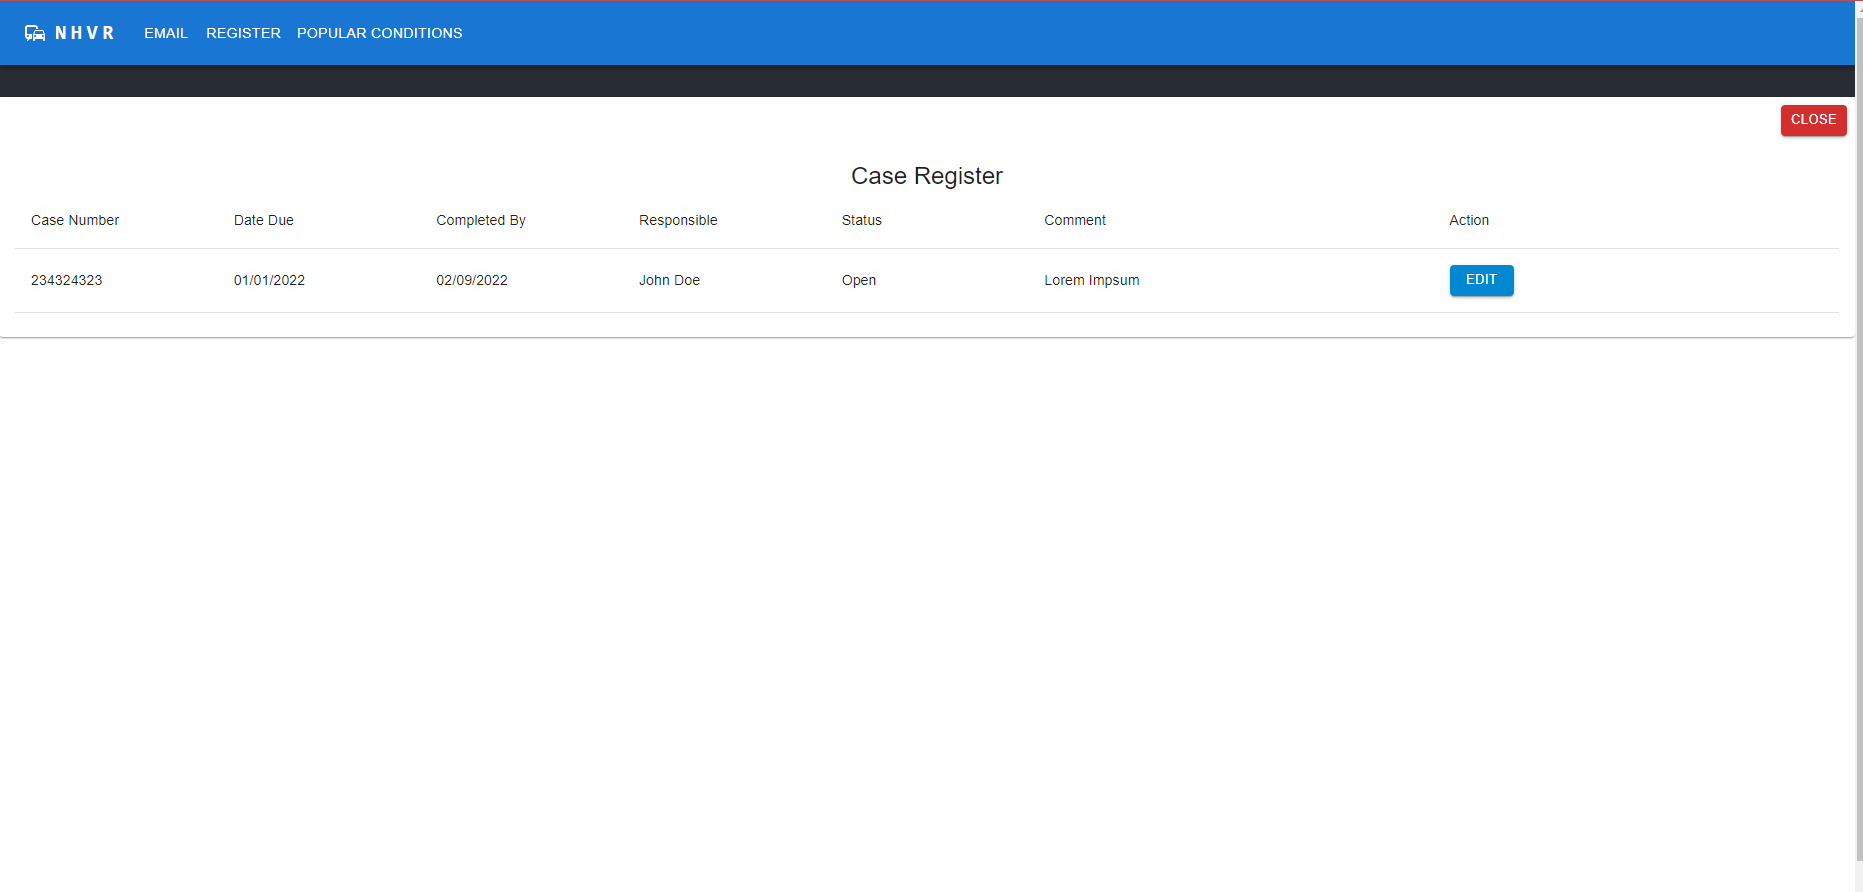 NHVR EMAIL REGISTER POPULAR CONDITIONS
CLOSE
Case Register
Case Number Date Due Completed By Responsible Status Comment Action
234324323 01/01/2022 02/09/2022 John Doe Open Lorem Impsum EDIT